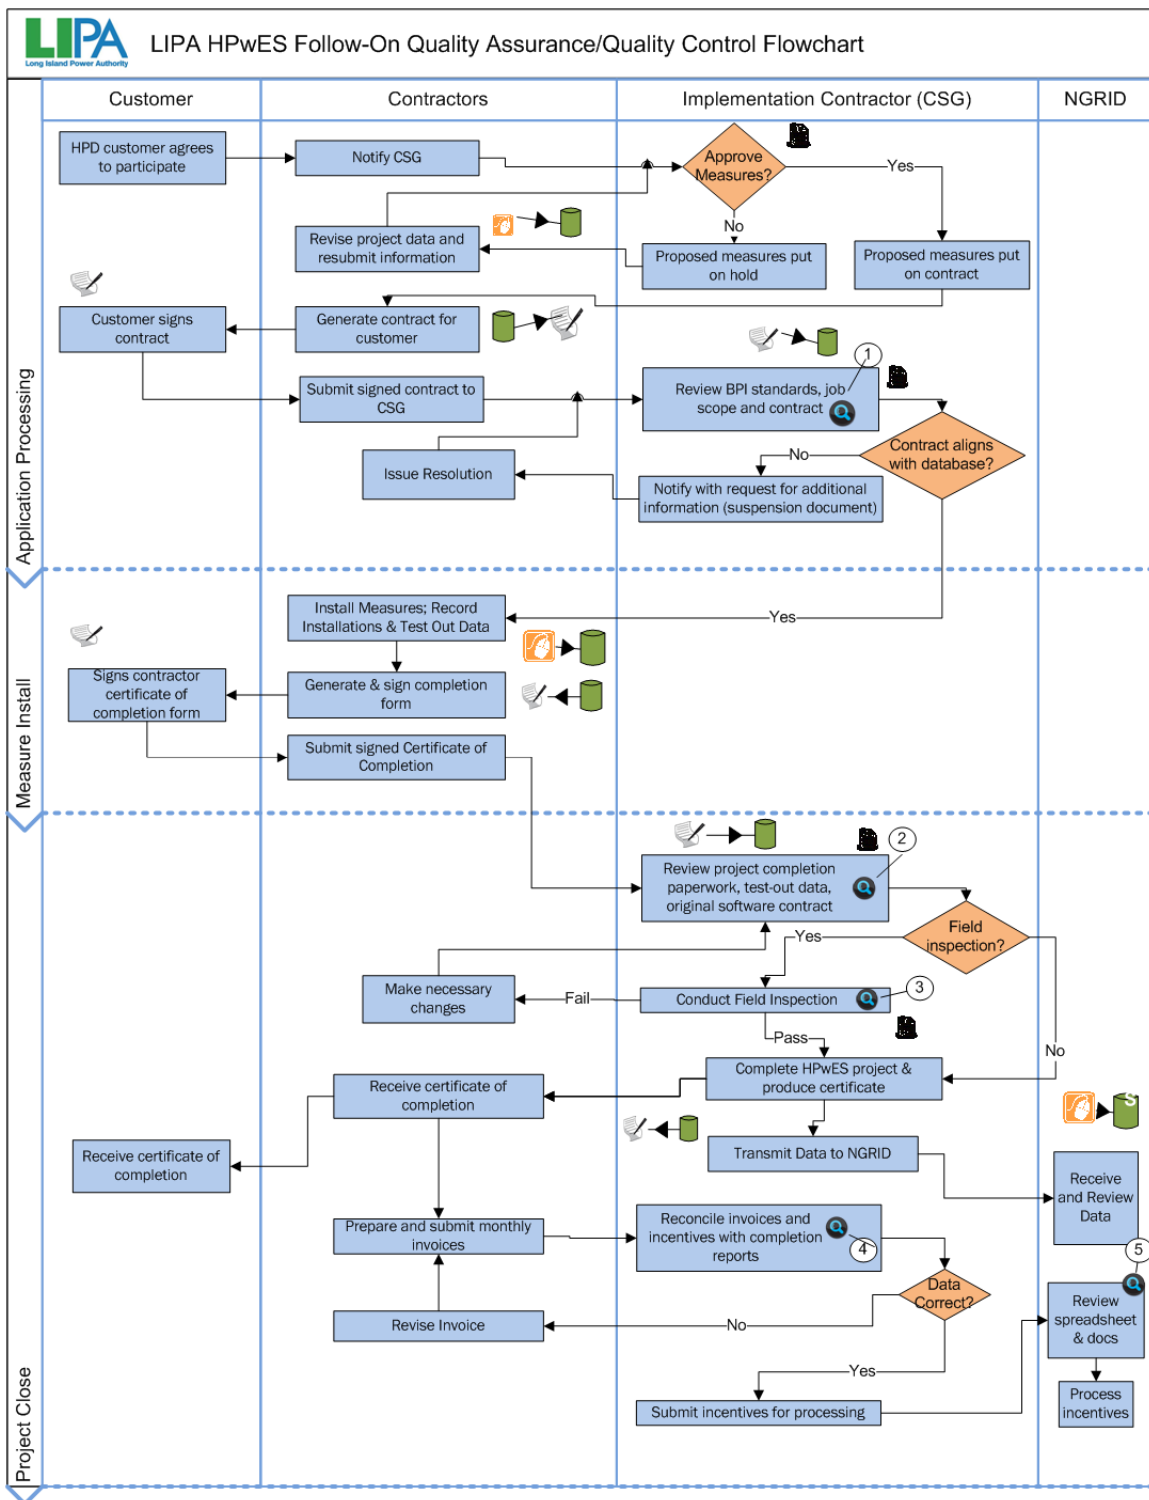 LIPA
Long Island Power Authority
LIPA HPwES Follow-On Quality Assurance/Quality Control Flowchart
Customer
Contractors
Implementation Contractor (CSG)
NGRID
Application Processing
HPD customer agrees
to participate
Notify CSG
Approve
Measures?
Yes
No
Revise project data and
resubmit information
Proposed measures put
on hold
Proposed measures put
on contract
Customer signs
contract
Generate contract for
customer
1
Submit signed contract to
CSG
Review BPI standards, job
scope and contract
Contract aligns
with database?
No
Issue Resolution
Notify with request for additional
information (suspension document)
Measure Install
Install Measures; Record
Installations & Test Out Data
Yes
Signs contractor
certificate of
completion form
Generate & sign completion
form
Submit signed Certificate of
Completion
Project Close
2
Review project completion
paperwork, test-out data,
original software contract
Field
inspection?
Yes
Make necessary
changes
Fail
Conduct Field Inspection
3
Pass
No
Complete HPwES project &
produce certificate
Receive certificate of
completion
S
Receive certificate of
completion
Transmit Data to NGRID
Receive
and Review
Data
Prepare and submit monthly
invoices
Reconcile invoices and
incentives with completion
reports
4
5
Data
Correct?
Review
spreadsheet
& docs
Revise Invoice
No
Yes
Submit incentives for processing
Process
incentives